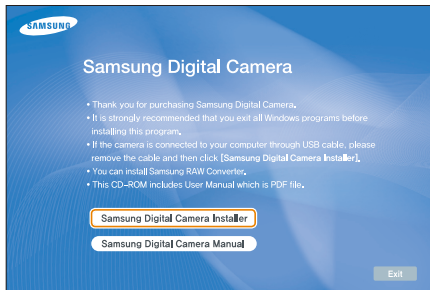 SAMSUNG
Samsung Digital Camera
• Thank you for purchasing Samsung Digital Camera.
• It is strongly recommended that you exit all Windows programs before
installing this program.
• If the camera is connected to your computer through USB cable, please
remove the cable and then click [Samsung Digital Camera Installer].
• You can install Samsung RAW Converter.
• This CD-ROM includes User Manual which is PDF file.
Samsung Digital Camera Installer
Samsung Digital Camera Manual
Exit